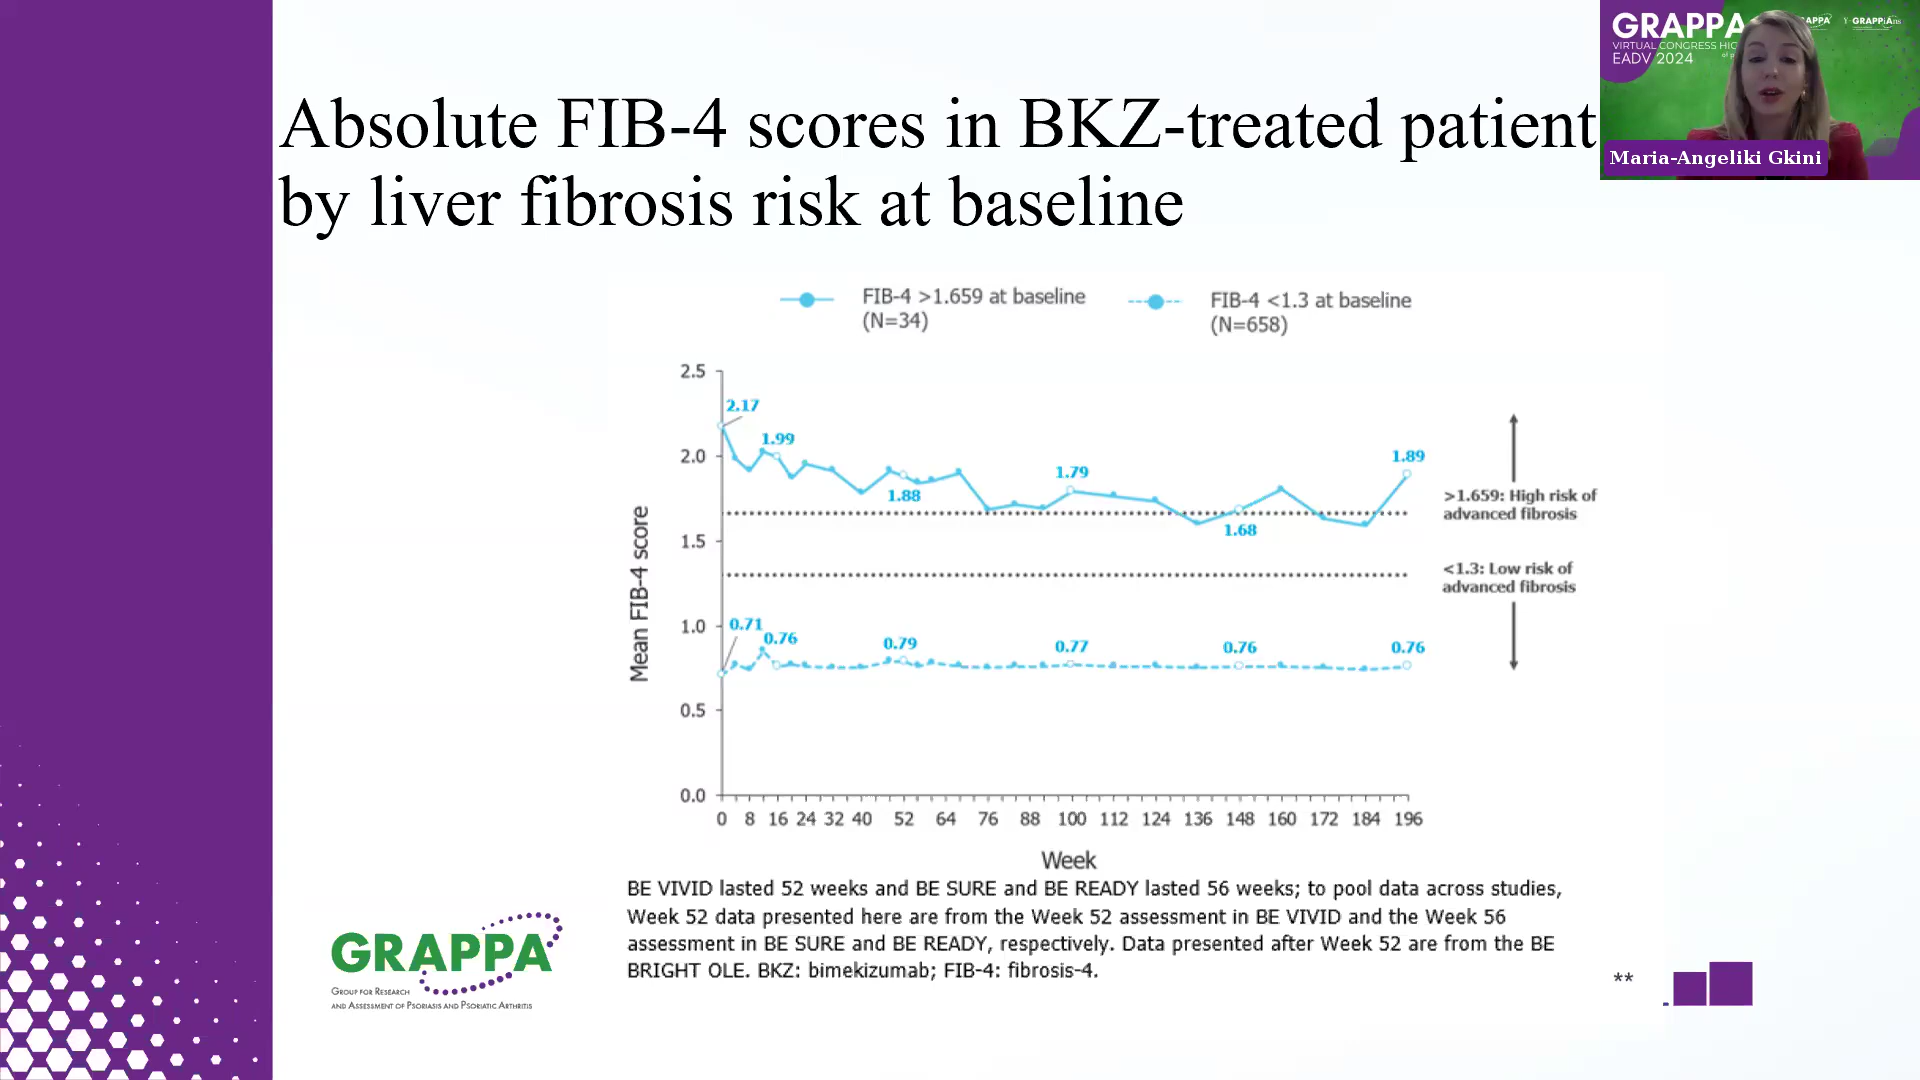 Absolute FIB-4 scores in BKZ-treated patient
by liver fibrosis risk at baseline
GRAPPA
VIRTUAL CONGRESS HIG
EADV 2024
Maria-Angeliki Gkini
FIB-4 >1.659 at baseline
(N=34)
FIB-4 <1.3 at baseline
(N=658)
Mean FIB-4 score
2.5
2.0
1.5
1.0
0.5
0.0
2.17
1.99
1.88
1.79
1.68
1.89
0.71
0.76
0.79
0.77
0.76
0.76
>1.659: High risk of
advanced fibrosis
<1.3: Low risk of
advanced fibrosis
0 8 16 24 32 40 52 64 76 88 100 112 124 136 148 160 172 184 196
Week
BE VIVID lasted 52 weeks and BE SURE and BE READY lasted 56 weeks; to pool data across studies,
Week 52 data presented here are from the Week 52 assessment in BE VIVID and the Week 56
assessment in BE SURE and BE READY, respectively. Data presented after Week 52 are from the BE
BRIGHT OLE. BKZ: bimekizumab; FIB-4: fibrosis-4.
GRAPPA
GROUP FOR RESEARCH
AND ASSESSMENT OF PSORIASIS AND PSORIATIC ARTHRITIS
**